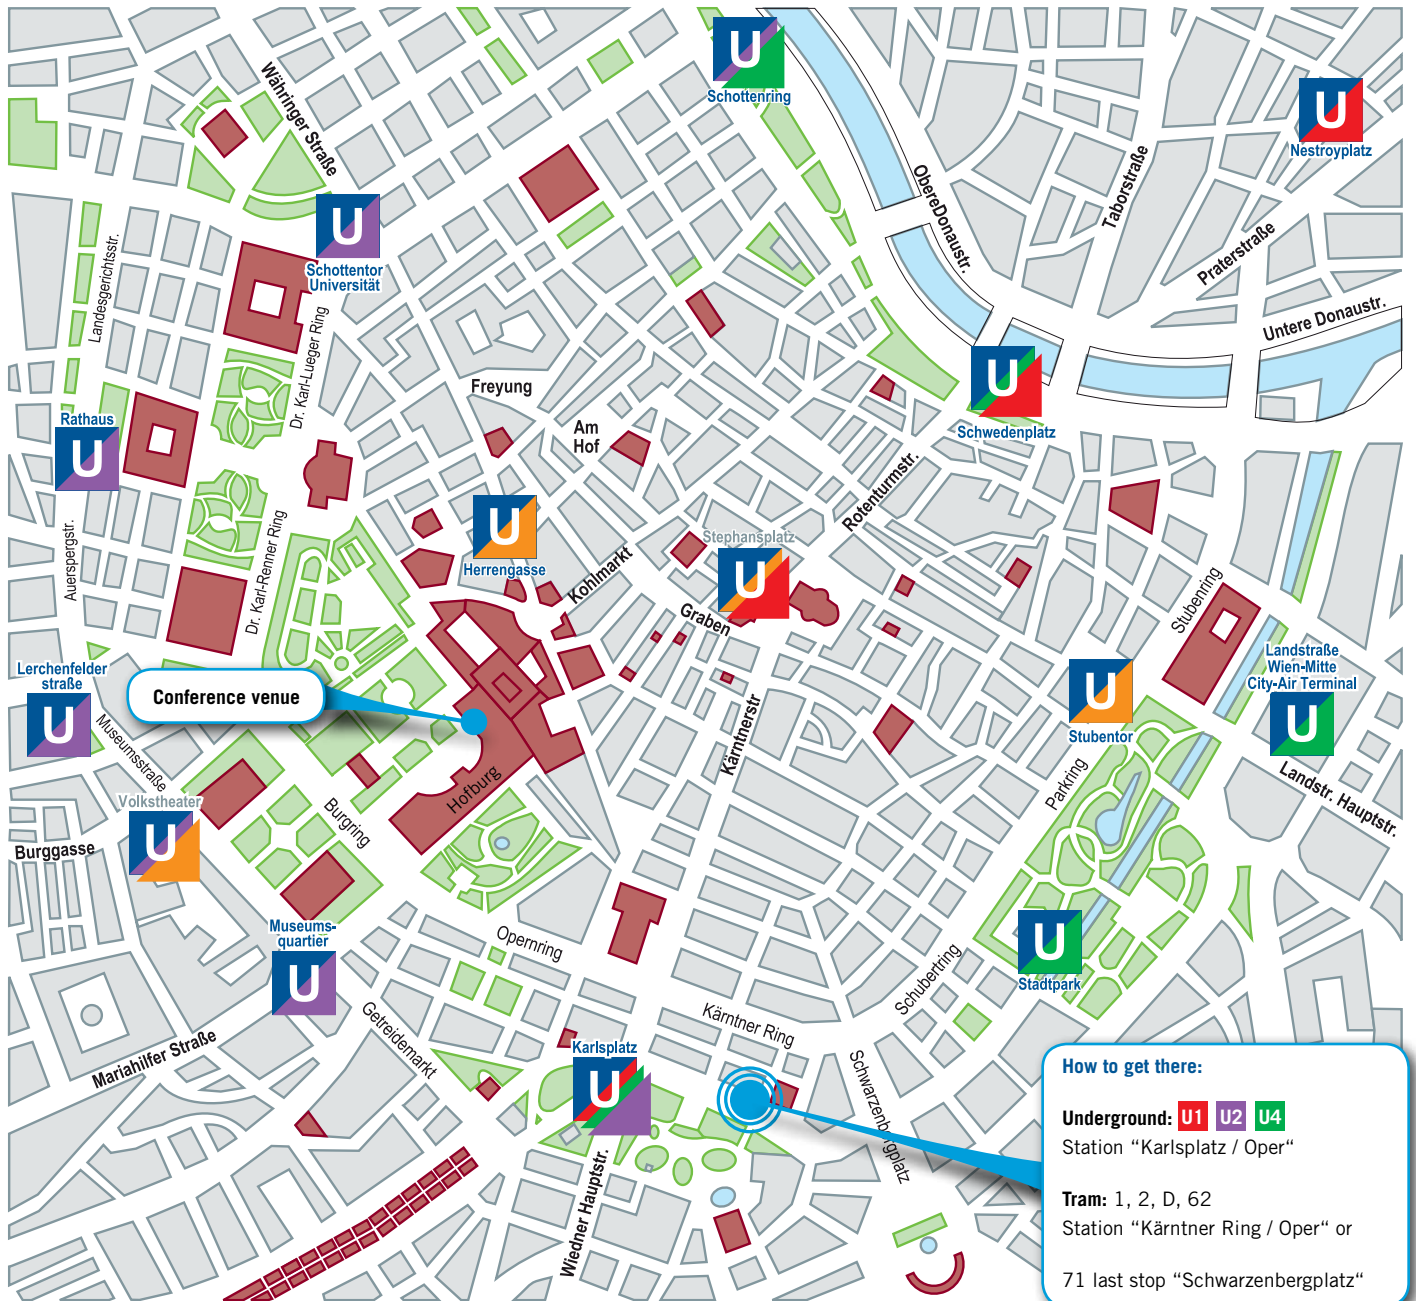 U
Schottenring
U
Nestroyplatz
Währinger Straße
ObereDonaustr.
Taborstraße
Praterstraße
Untere Donaustr.
U
Schottentor
Universität
Landesgerichtsstr.
Dr. Karl-Lueger Ring
Freyung
Am
Hof
U
Schwedenplatz
Rathaus
U
Rotenturmstr.
Auerspergstr.
Dr. Karl-Renner Ring
U
Herrengasse
Kohlmarkt
Stephansplatz
U
Graben
Stubenring
Landstraße
Wien-Mitte
City-Air Terminal
U
Lerchenfelder
straße
U
Conference venue
U
Stubentor
Museumsstraße
Kärntnerstr
Hofburg
Parkring
Landstr. Hauptstr.
Volkstheater
U
Burgring
Burggasse
Museums-
quartier
U
Opernring
Schubertring
U
Stadtpark
Getreidemarkt
Kärntner Ring
Mariahilfer Straße
Karlsplatz
U
Schwarzenbergplatz
Wiedner Hauptstr.
How to get there:
Underground: U1 U2 U4
Station “Karlsplatz / Oper“
Tram: 1, 2, D, 62
Station “Kärntner Ring / Oper“ or
71 last stop “Schwarzenbergplatz“